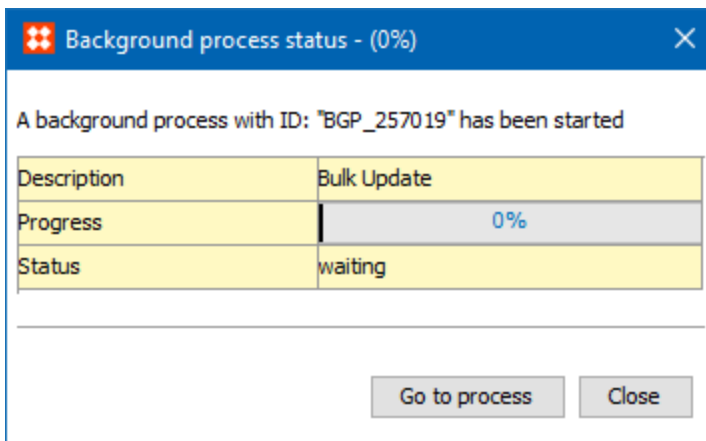 Background process status - (0%)
A background process with ID: "BGP_257019" has been started
Description Bulk Update
Progress 0%
Status waiting
Go to process Close